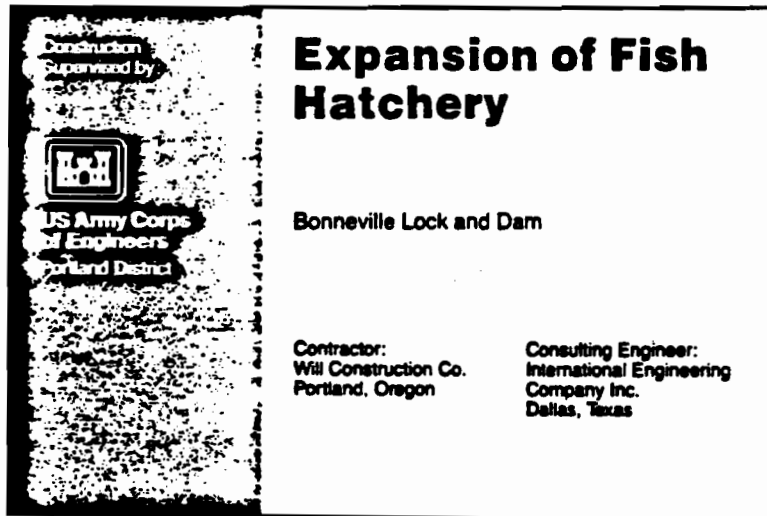 Construction
Supervised by:
US Army Corps
of Engineers
Portland District
Expansion of Fish
Hatchery
Bonneville Lock and Dam
Contractor:
Will Construction Co.
Portland, Oregon
Consulting Engineer:
International Engineering
Company Inc.
Dallas, Texas